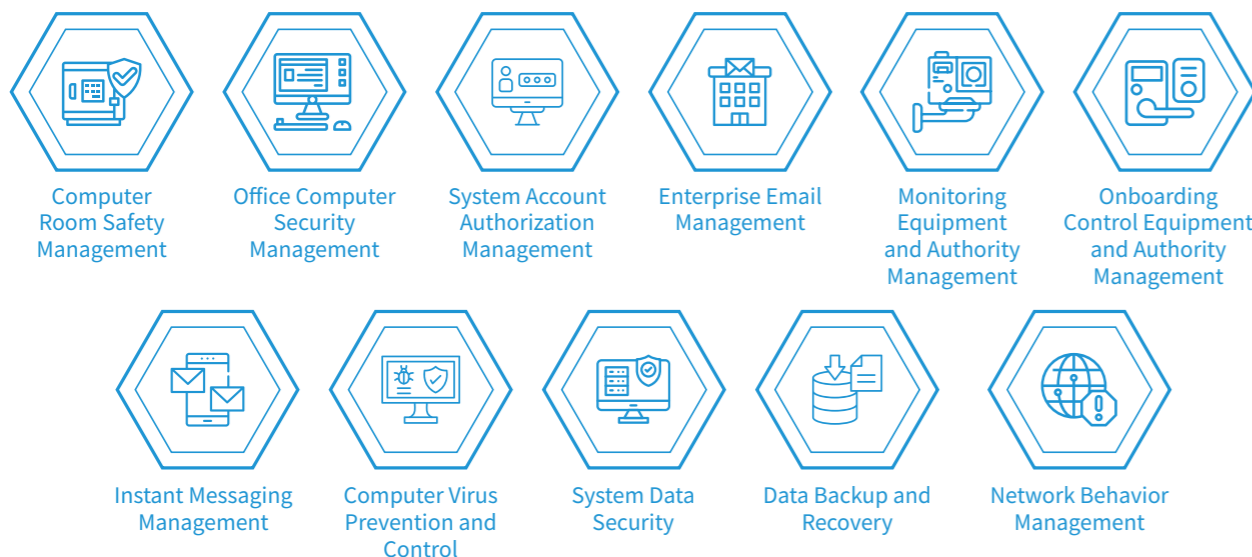 Computer
Room Safety
Management
Office Computer
Security
Management
System Account
Authorization
Management
Enterprise Email
Management
Monitoring
Equipment
and Authority
Management
Onboarding
Control Equipment
and Authority
Management
Instant Messaging
Management
Computer Virus
Prevention and
Control
System Data
Security
Data Backup and
Recovery
Network Behavior
Management